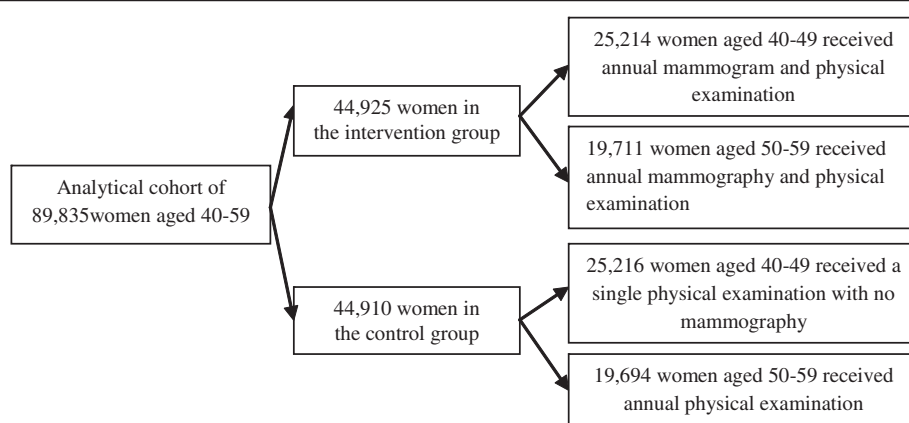 Analytical cohort of
89,835women aged 40-59
44,925 women in
the intervention group
25,214 women aged 40-49 received
annual mammogram and physical
examination
19,711 women aged 50-59 received
annual mammography and physical
examination
44,910 women in
the control group
25,216 women aged 40-49 received a
single physical examination with no
mammography
19,694 women aged 50-59 received
annual physical examination